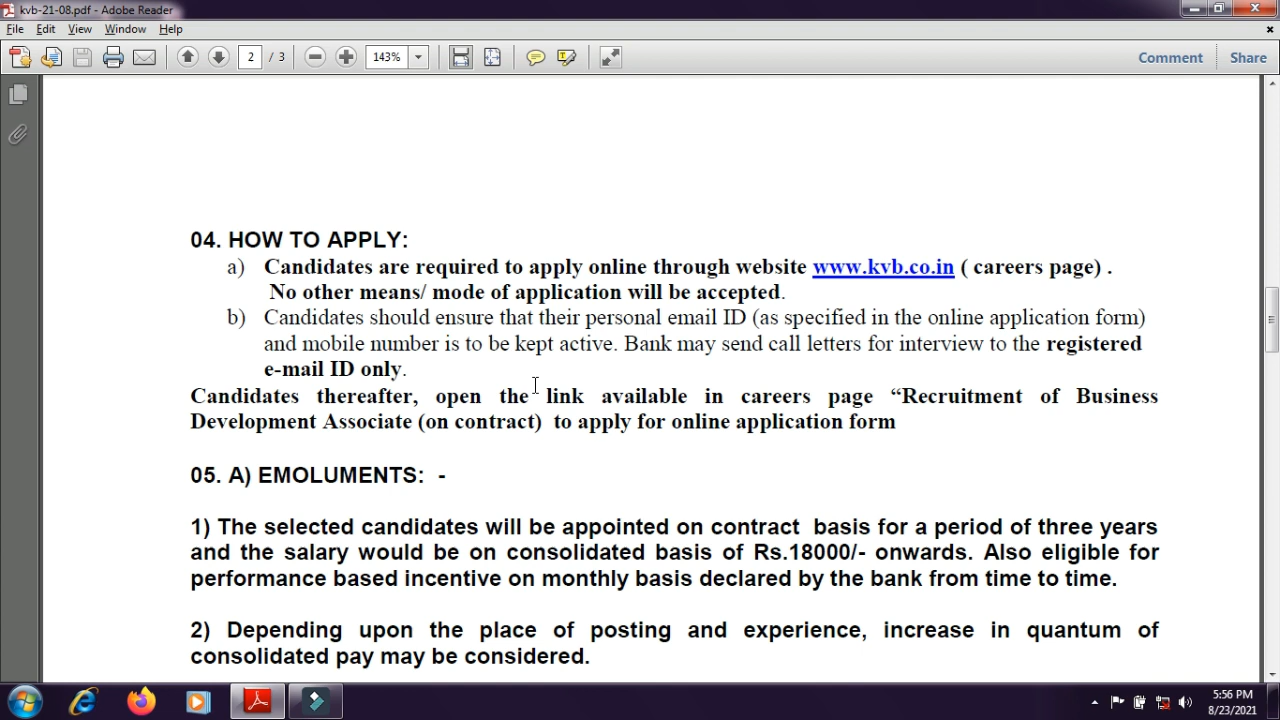 kvb-21-08.pdf - Adobe Reader
File Edit View Window Help
2 / 3 143% Comment Share
04. HOW TO APPLY:
a) Candidates are required to apply online through website www.kvb.co.in ( careers page) .
No other means/ mode of application will be accepted.
b) Candidates should ensure that their personal email ID (as specified in the online application form)
and mobile number is to be kept active. Bank may send call letters for interview to the registered
e-mail ID only.
Candidates thereafter, open the link available in careers page “Recruitment of Business
Development Associate (on contract) to apply for online application form
05. A) EMOLUMENTS: -
1) The selected candidates will be appointed on contract basis for a period of three years
and the salary would be on consolidated basis of Rs.18000/- onwards. Also eligible for
performance based incentive on monthly basis declared by the bank from time to time.
2) Depending upon the place of posting and experience, increase in quantum of
consolidated pay may be considered.
5:56 PM
8/23/2021